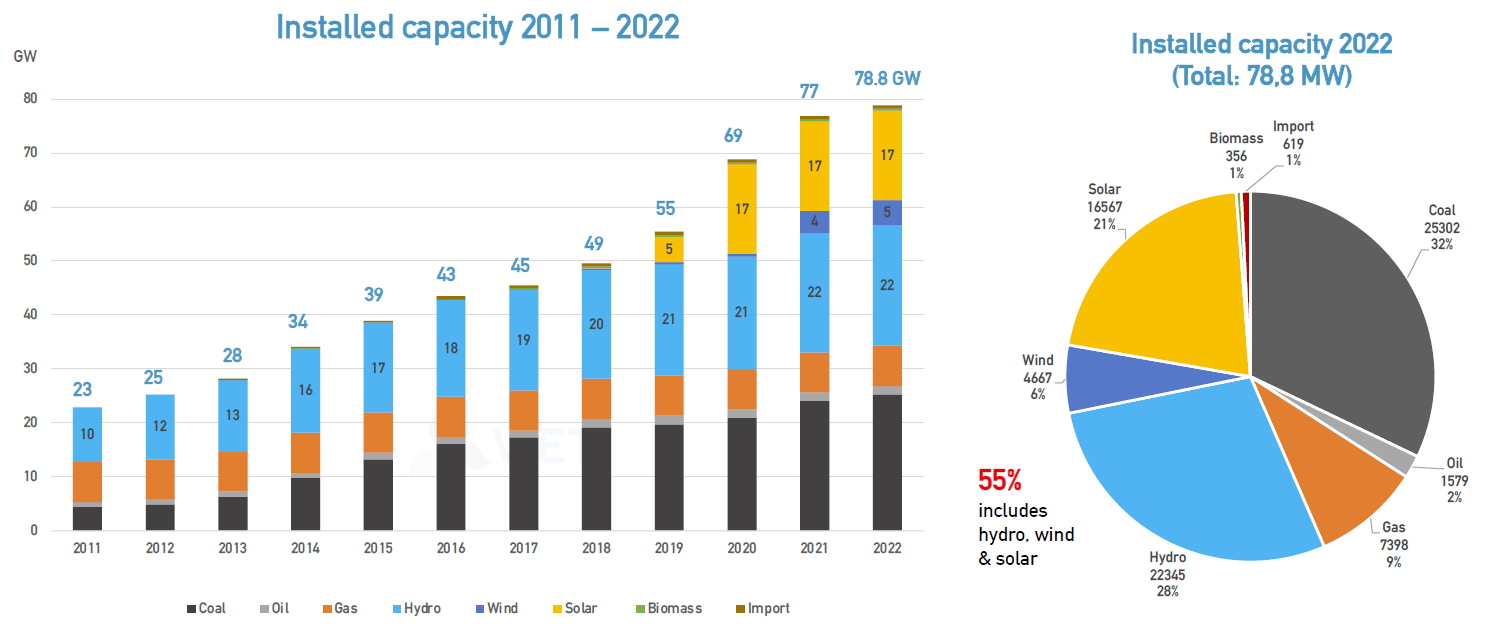 Installed capacity 2011 – 2022
GW
80
70
60
50
40
30
20
10
0
23
25
28
34
39
43
45
49
55
69
77
78.8 GW
10
12
13
16
17
18
19
20
5
21
17
21
17
4
22
17
5
22
2011
2012
2013
2014
2015
2016
2017
2018
2019
2020
2021
2022
Coal
Oil
Gas
Hydro
Wind
Solar
Biomass
Import
Installed capacity 2022
(Total: 78,8 MW)
Import
619
1%
Biomass
356
1%
Solar
16567
21%
Coal
25302
32%
Wind
4667
6%
Oil
1579
2%
Gas
7398
9%
Hydro
22345
28%
55%
includes
hydro, wind
& solar